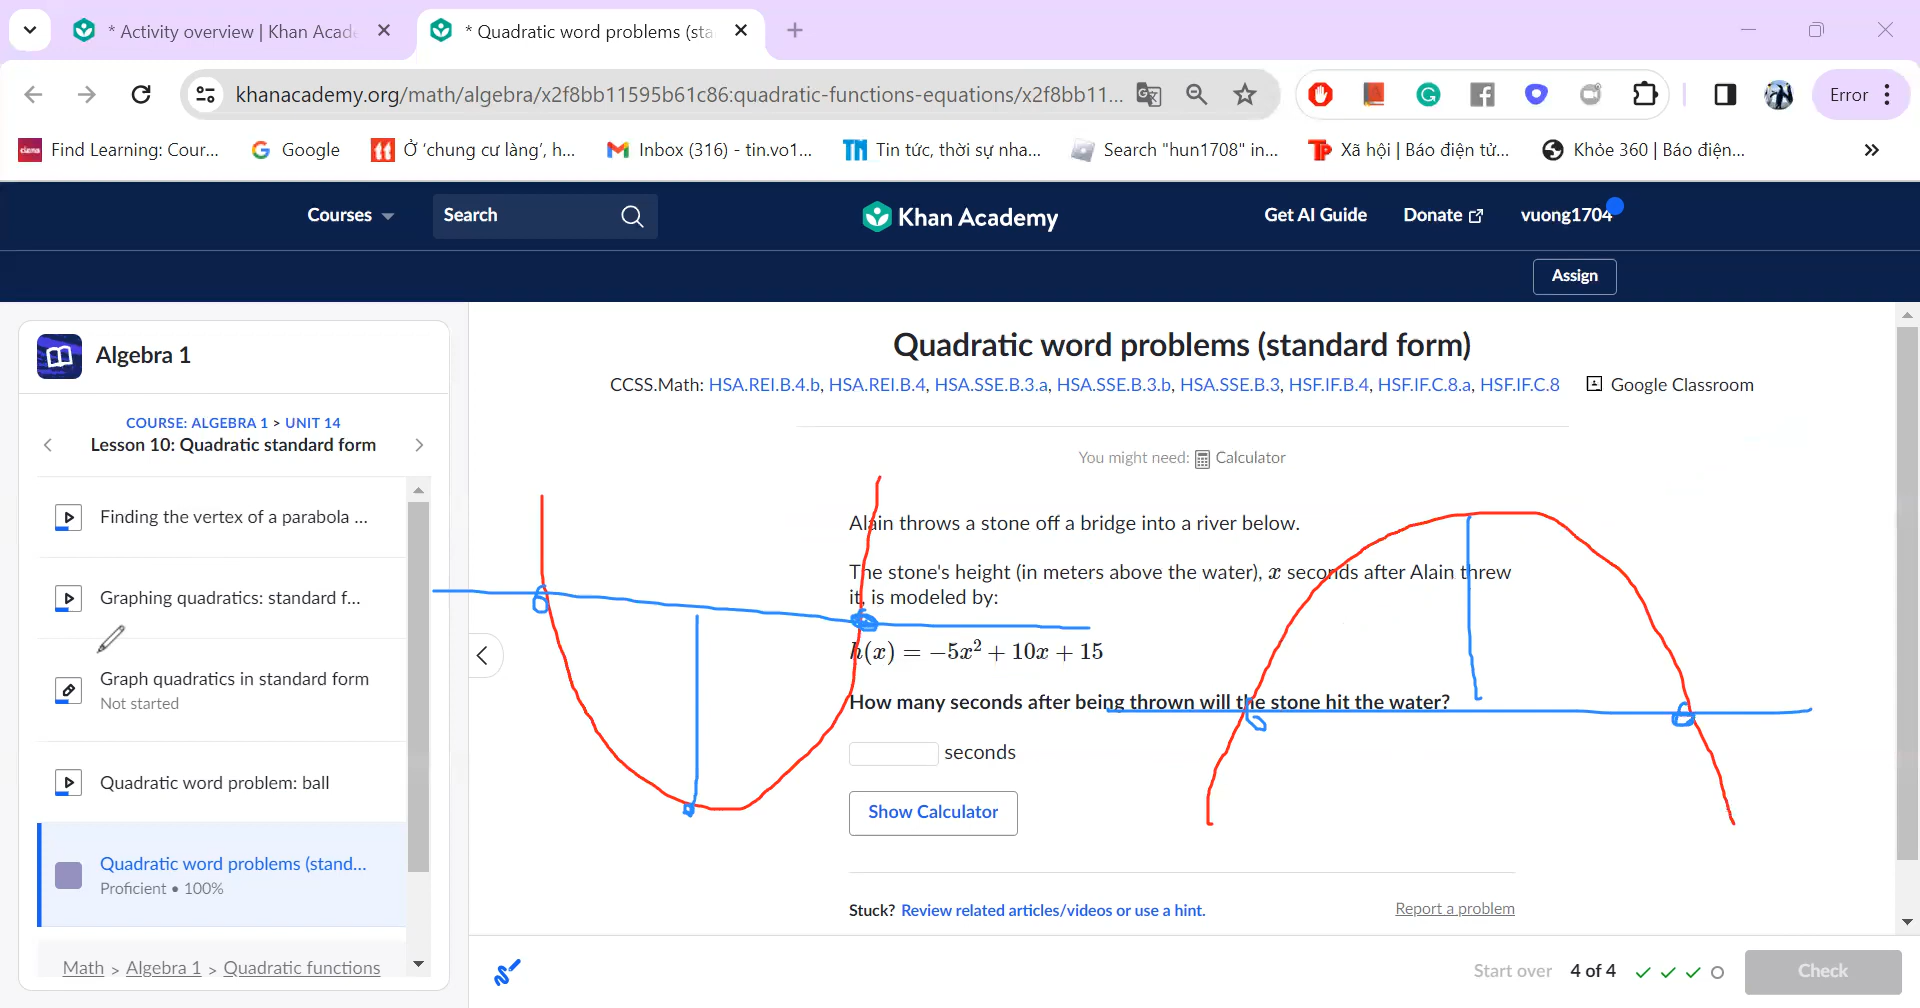 * Activity overview | Khan Acade
* Quadratic word problems (sta
khanacademy.org/math/algebra/x2f8bb11595b61c86:quadratic-functions-equations/x2f8bb11...
Error
Find Learning: Cour...
Google
Ở ‘chung cư làng’, h...
Inbox (316) - tin.vo1...
TN Tin tức, thời sự nha...
Search "hun1708" in...
TP Xã hội | Báo điện tử...
Khỏe 360 | Báo điện...
Courses
Search
Khan Academy
Get AI Guide
Donate
vuong1704
Assign
Algebra 1
COURSE: ALGEBRA 1 > UNIT 14
Lesson 10: Quadratic standard form
Finding the vertex of a parabola ...
Graphing quadratics: standard f...
Graph quadratics in standard form
Not started
Quadratic word problem: ball
Quadratic word problems (stand...
Proficient • 100%
Math > Algebra 1 > Quadratic functions
Quadratic word problems (standard form)
CCSS.Math: HSA.REI.B.4.b, HSA.REI.B.4, HSA.SSE.B.3.a, HSA.SSE.B.3.b, HSA.SSE.B.3, HSF.IF.B.4, HSF.IF.C.8.a, HSF.IF.C.8
Google Classroom
You might need: Calculator
Alain throws a stone off a bridge into a river below.
The stone's height (in meters above the water), x seconds after Alain threw
it, is modeled by:
h(x) = −5x² + 10x + 15
How many seconds after being thrown will the stone hit the water?
seconds
Show Calculator
Stuck? Review related articles/videos or use a hint.
Report a problem
Start over
4 of 4
Check